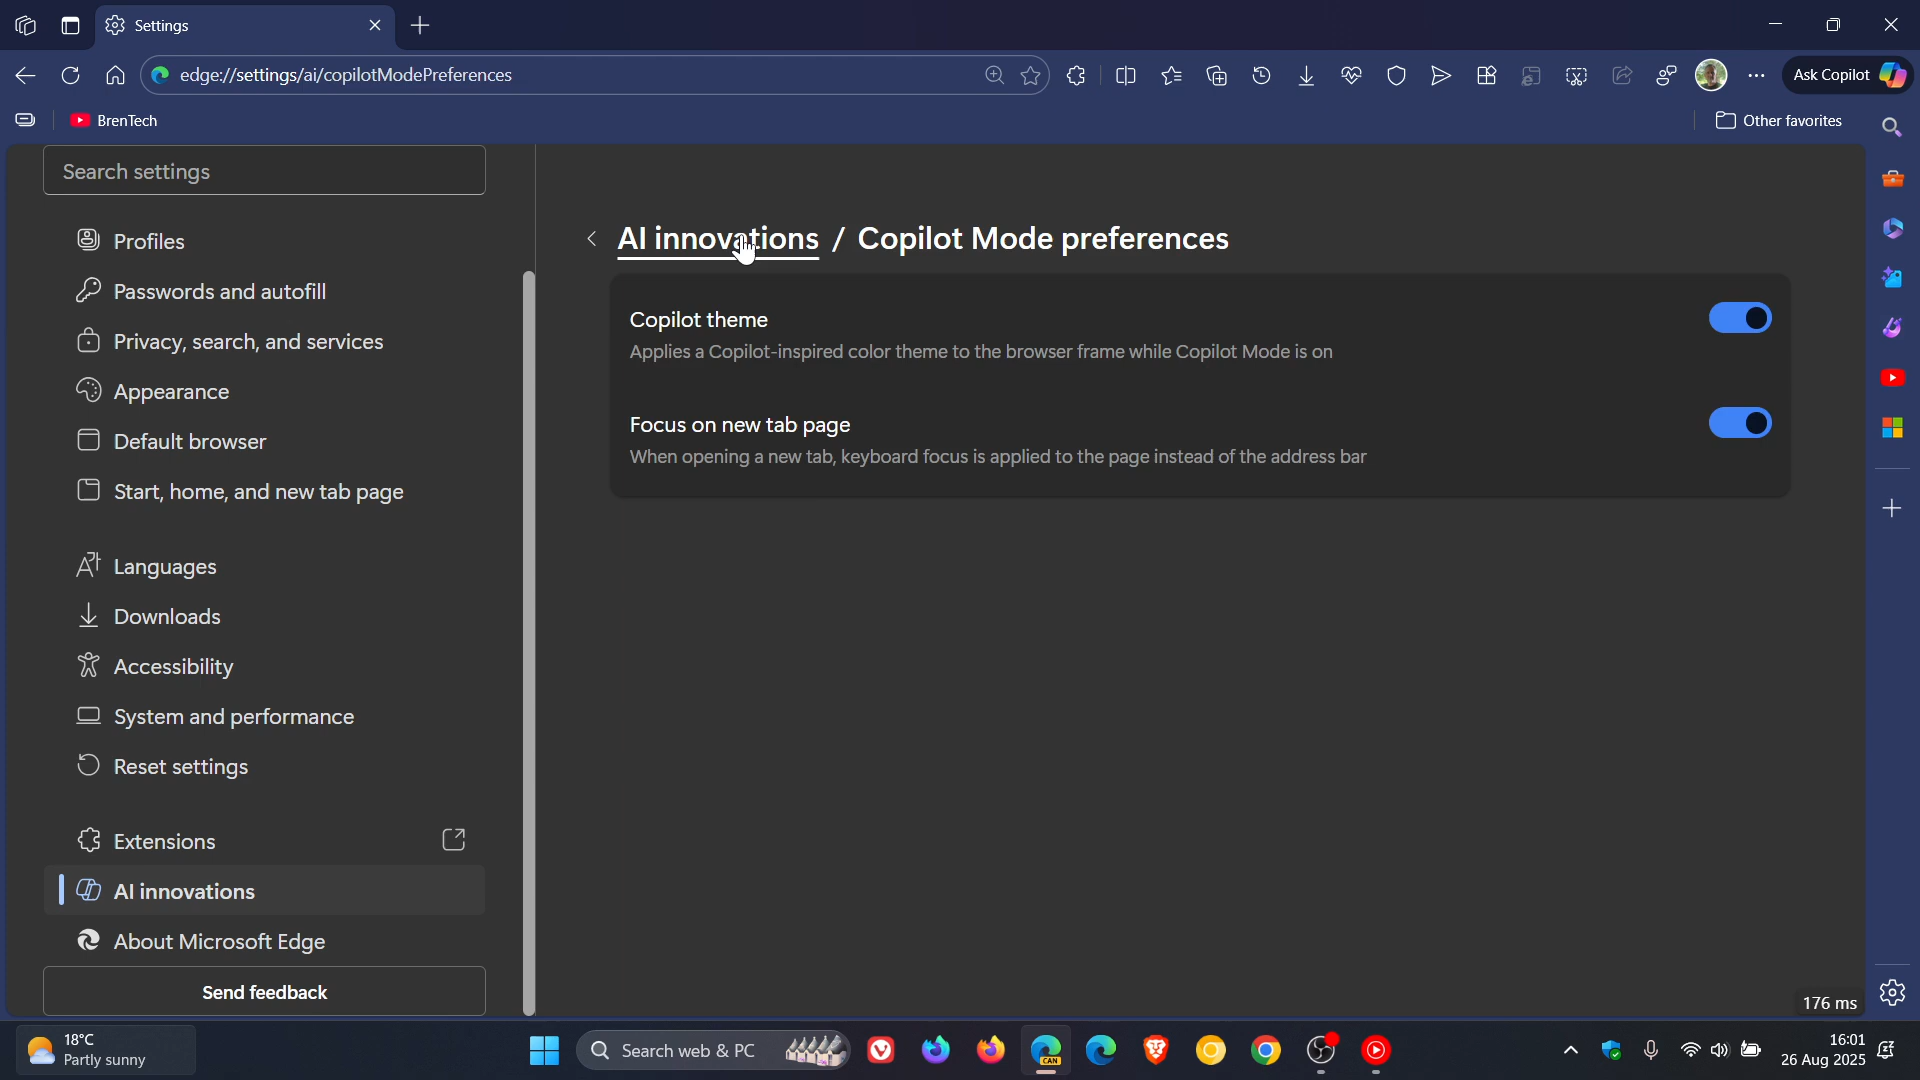 Settings
edge://settings/ai/copilotModePreferences
Ask Copilot
BrenTech
Other favorites
Search settings
Profiles
Passwords and autofill
Privacy, search, and services
Appearance
Default browser
Start, home, and new tab page
Languages
Downloads
Accessibility
System and performance
Reset settings
Extensions
AI innovations
About Microsoft Edge
Send feedback
AI innovations / Copilot Mode preferences
Copilot theme
Applies a Copilot-inspired color theme to the browser frame while Copilot Mode is on
Focus on new tab page
When opening a new tab, keyboard focus is applied to the page instead of the address bar
176 ms
18°C
Partly sunny
Search web & PC
CAN
16:01
26 Aug 2025